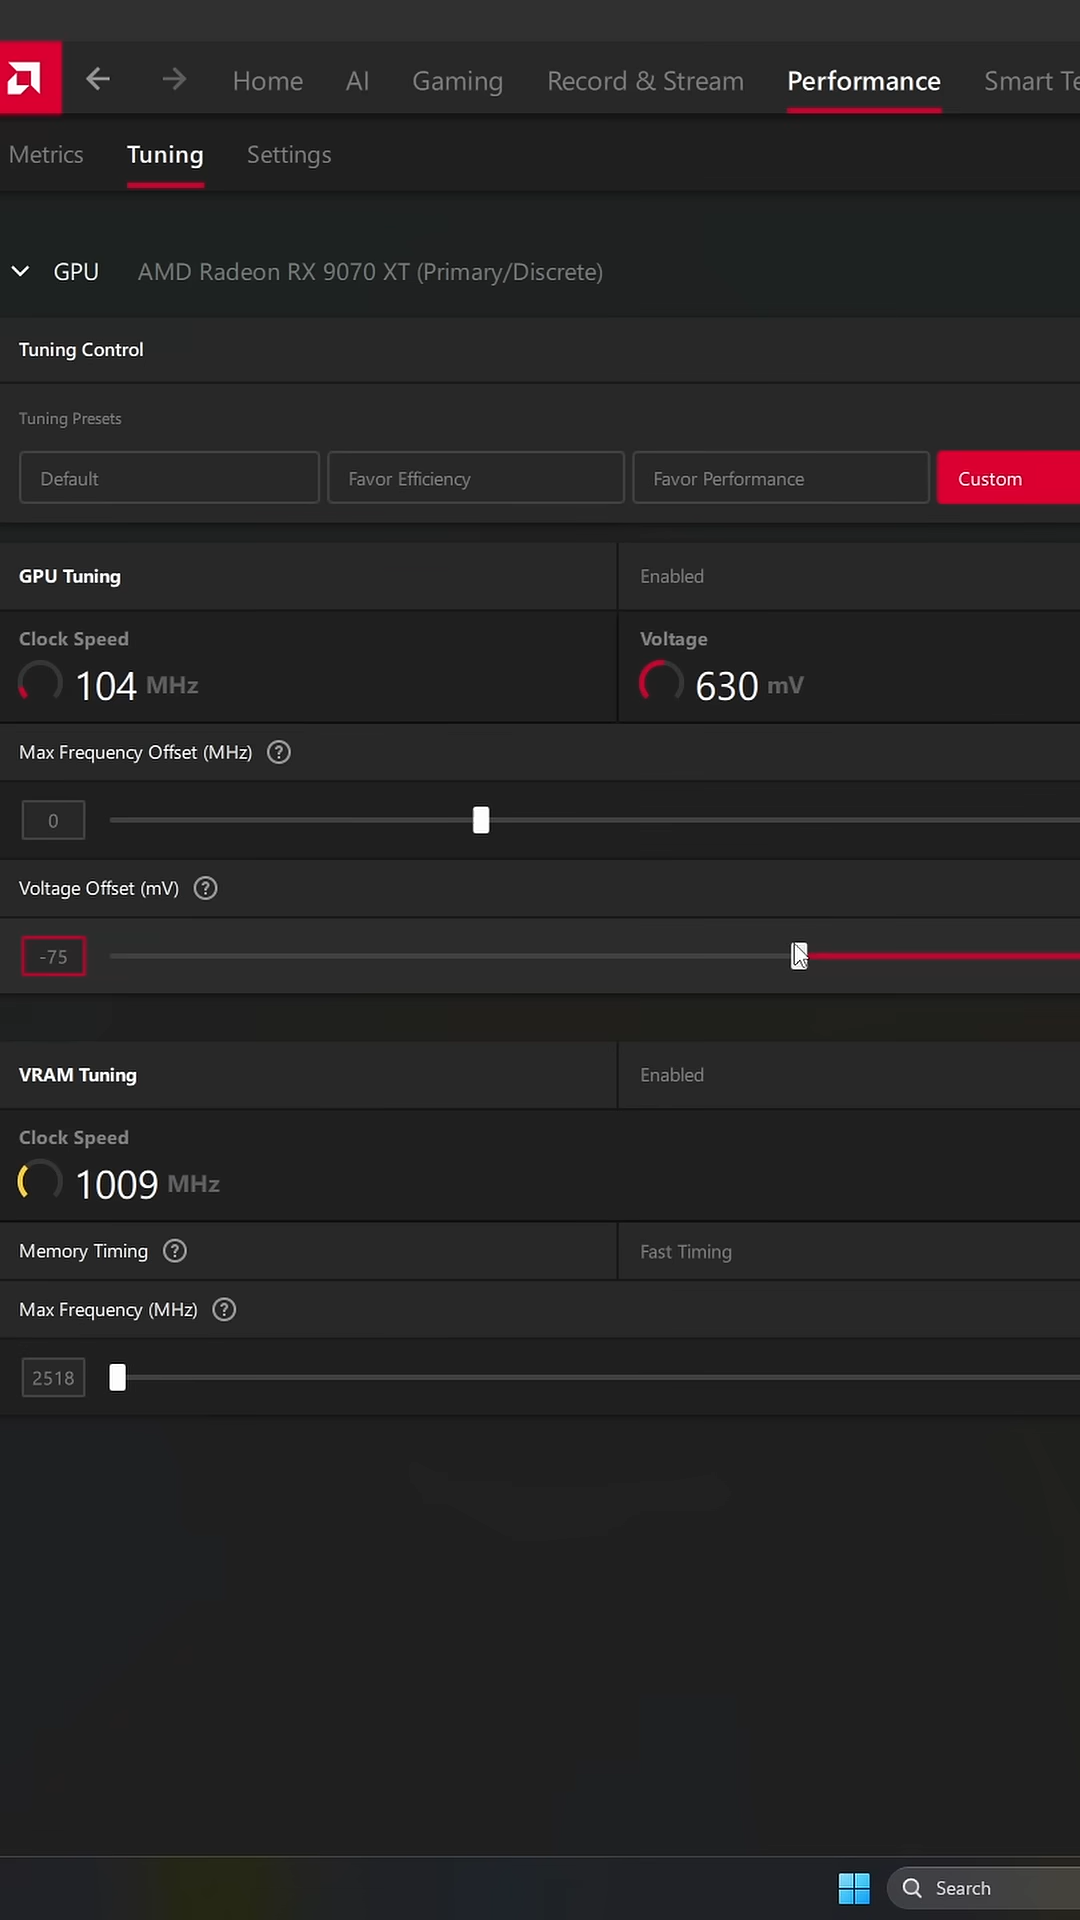 Home AI Gaming Record & Stream Performance Smart Te
Metrics Tuning Settings
GPU AMD Radeon RX 9070 XT (Primary/Discrete)
Tuning Control
Tuning Presets
Default Favor Efficiency Favor Performance Custom
GPU Tuning Enabled
Clock Speed Voltage
104 MHz 630 mV
Max Frequency Offset (MHz) ?
0
Voltage Offset (mV) ?
-75
VRAM Tuning Enabled
Clock Speed
1009 MHz
Memory Timing ? Fast Timing
Max Frequency (MHz) ?
2518
Search